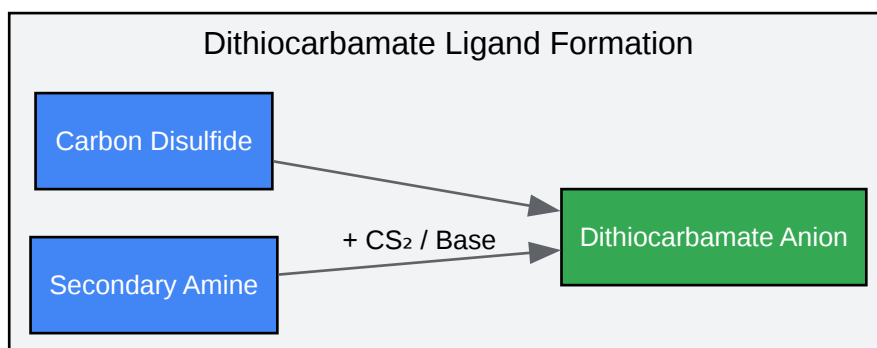 Dithiocarbamate Ligand Formation
Carbon Disulfide
+ CS₂ / Base
Dithiocarbamate Anion
Secondary Amine